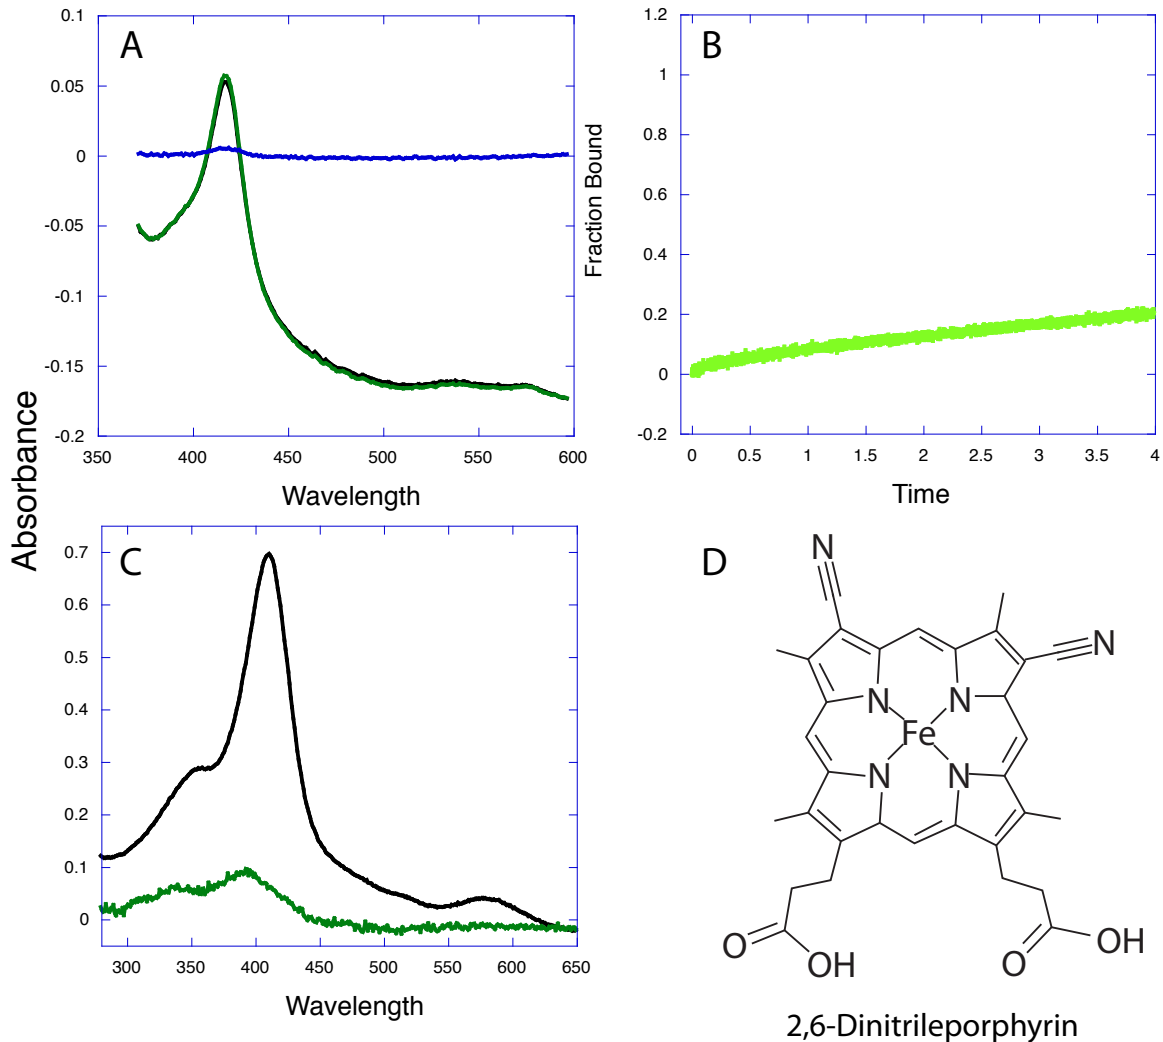 A
0.1
0.05
0
-0.05
-0.1
-0.15
-0.2
350 400 450 500 550 600
Wavelength
Absorbance
B
1.2
1
0.8
0.6
0.4
0.2
0
-0.2
0 0.5 1 1.5 2 2.5 3 3.5 4
Fraction Bound
Time
C
0.7
0.6
0.5
0.4
0.3
0.2
0.1
0
300 350 400 450 500 550 600 650
Wavelength
D
N
N
N N
Fe
N N
O OH
O OH
2,6-Dinitrileporphyrin